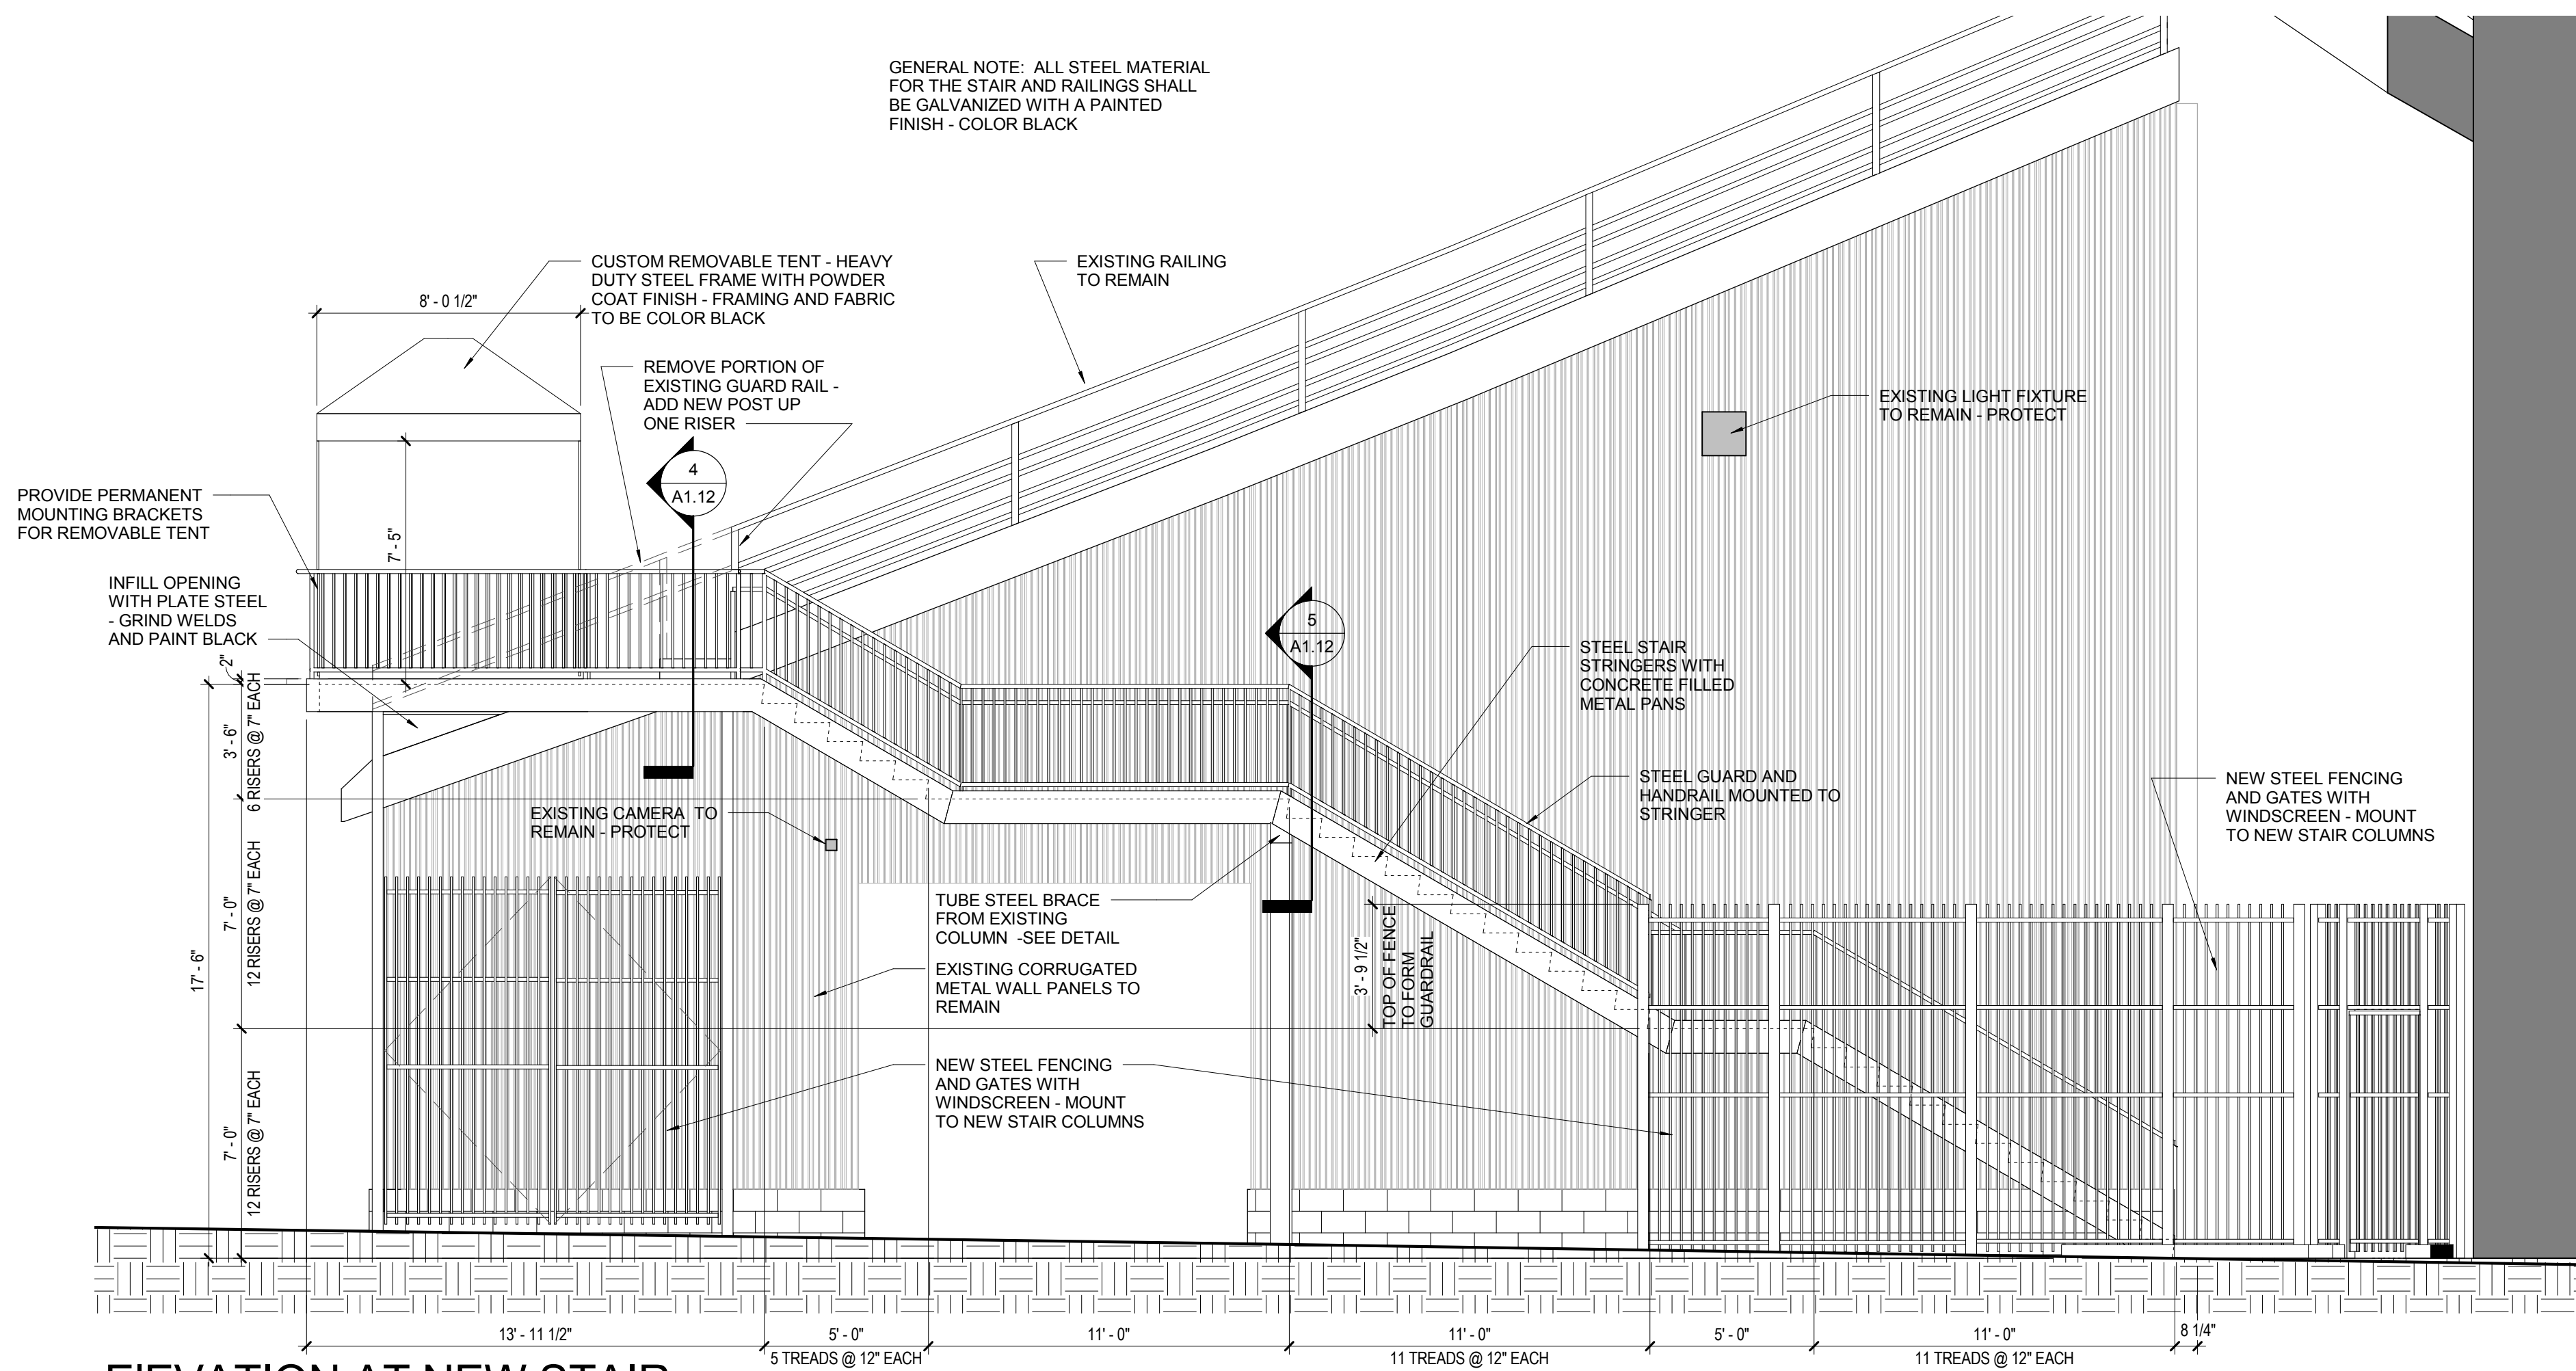 GENERAL NOTE: ALL STEEL MATERIAL
FOR THE STAIR AND RAILINGS SHALL
BE GALVANIZED WITH A PAINTED
FINISH - COLOR BLACK
CUSTOM REMOVABLE TENT - HEAVY
DUTY STEEL FRAME WITH POWDER
COAT FINISH - FRAMING AND FABRIC
TO BE COLOR BLACK
EXISTING RAILING
TO REMAIN
8' - 0 1/2"
REMOVE PORTION OF
EXISTING GUARD RAIL -
ADD NEW POST UP
ONE RISER
EXISTING LIGHT FIXTURE
TO REMAIN - PROTECT
4
A1.12
PROVIDE PERMANENT
MOUNTING BRACKETS
FOR REMOVABLE TENT
7' - 5"
INFILL OPENING
WITH PLATE STEEL
- GRIND WELDS
AND PAINT BLACK
5
A1.12
STEEL STAIR
STRINGERS WITH
CONCRETE FILLED
METAL PANS
2"
3' - 6"
6 RISERS @ 7" EACH
STEEL GUARD AND
HANDRAIL MOUNTED TO
STRINGER
NEW STEEL FENCING
AND GATES WITH
WINDSCREEN - MOUNT
TO NEW STAIR COLUMNS
EXISTING CAMERA TO
REMAIN - PROTECT
7' - 0"
12 RISERS @ 7" EACH
17' - 6"
TUBE STEEL BRACE
FROM EXISTING
COLUMN -SEE DETAIL
3' - 9 1/2"
TOP OF FENCE
TO FORM
GUARDRAIL
EXISTING CORRUGATED
METAL WALL PANELS TO
REMAIN
NEW STEEL FENCING
AND GATES WITH
WINDSCREEN - MOUNT
TO NEW STAIR COLUMNS
7' - 0"
12 RISERS @ 7" EACH
13' - 11 1/2"
5' - 0"
11' - 0"
11' - 0"
5' - 0"
11' - 0"
8 1/4"
5 TREADS @ 12" EACH
11 TREADS @ 12" EACH
11 TREADS @ 12" EACH
ELEVATION AT NEW STAIR